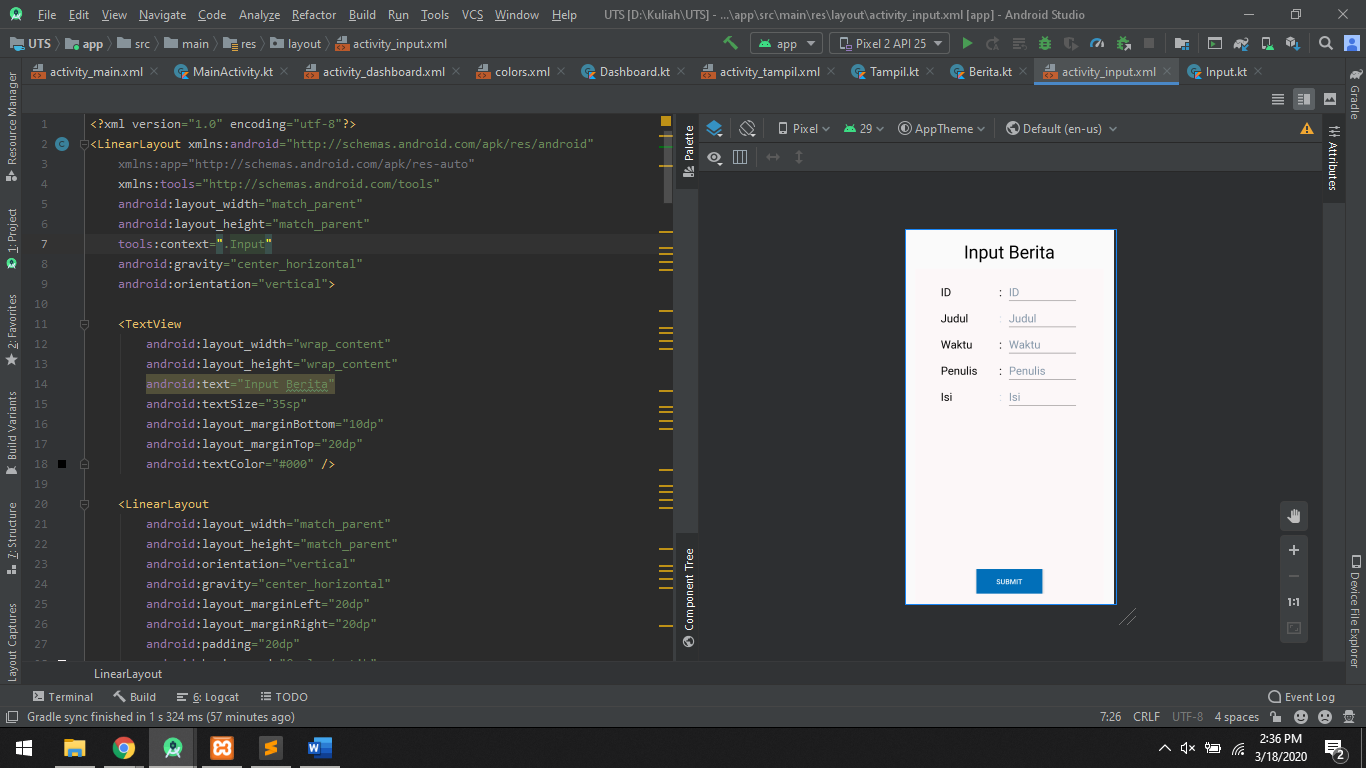 File Edit View Navigate Code Analyze Refactor Build Run Tools VCS Window Help UTS [D:\Kuliah\UTS] - ...\app\src\main\res\layout\activity_input.xml [app] - Android Studio
UTS app src main res layout activity_input.xml app Pixel 2 API 25
activity_main.xml MainActivity.kt activity_dashboard.xml colors.xml Dashboard.kt activity_tampil.xml Tampil.kt Berita.kt activity_input.xml Input.kt
Resource Manager
1: Project
2: Favorites
Build Variants
7: Structure
Layout Captures
1 <?xml version="1.0" encoding="utf-8"?>
2 <LinearLayout xmlns:android="http://schemas.android.com/apk/res/android"
3 xmlns:app="http://schemas.android.com/apk/res-auto"
4 xmlns:tools="http://schemas.android.com/tools"
5 android:layout_width="match_parent"
6 android:layout_height="match_parent"
7 tools:context=".Input"
8 android:gravity="center_horizontal"
9 android:orientation="vertical">
10
11 <TextView
12 android:layout_width="wrap_content"
13 android:layout_height="wrap_content"
14 android:text="Input Berita"
15 android:textSize="35sp"
16 android:layout_marginBottom="10dp"
17 android:layout_marginTop="20dp"
18 android:textColor="#000" />
19
20 <LinearLayout
21 android:layout_width="match_parent"
22 android:layout_height="match_parent"
23 android:orientation="vertical"
24 android:gravity="center_horizontal"
25 android:layout_marginLeft="20dp"
26 android:layout_marginRight="20dp"
27 android:padding="20dp"
LinearLayout
Palette
Component Tree
Pixel 29 AppTheme Default (en-us)
Input Berita
ID : ID
Judul : Judul
Waktu : Waktu
Penulis : Penulis
Isi : Isi
SUBMIT
1:1
Gradle
Attributes
Device File Explorer
Terminal Build 6: Logcat TODO Event Log
Gradle sync finished in 1 s 324 ms (57 minutes ago) 7:26 CRLF UTF-8 4 spaces
2:36 PM
3/18/2020
2